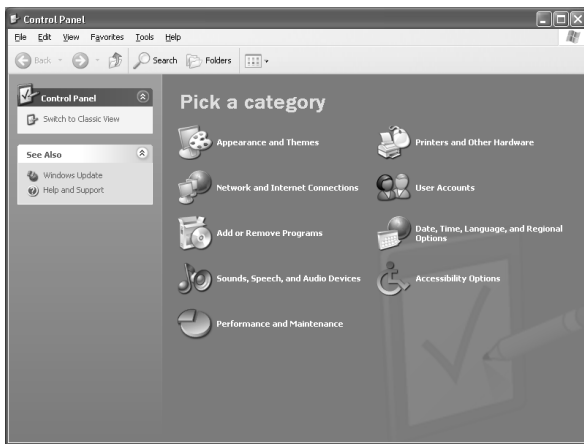 Control Panel
File Edit View Favorites Tools Help
Back Search Folders
Control Panel
Switch to Classic View
See Also
Windows Update
Help and Support
Pick a category
Appearance and Themes
Printers and Other Hardware
Network and Internet Connections
User Accounts
Add or Remove Programs
Date, Time, Language, and Regional
Options
Sounds, Speech, and Audio Devices
Accessibility Options
Performance and Maintenance